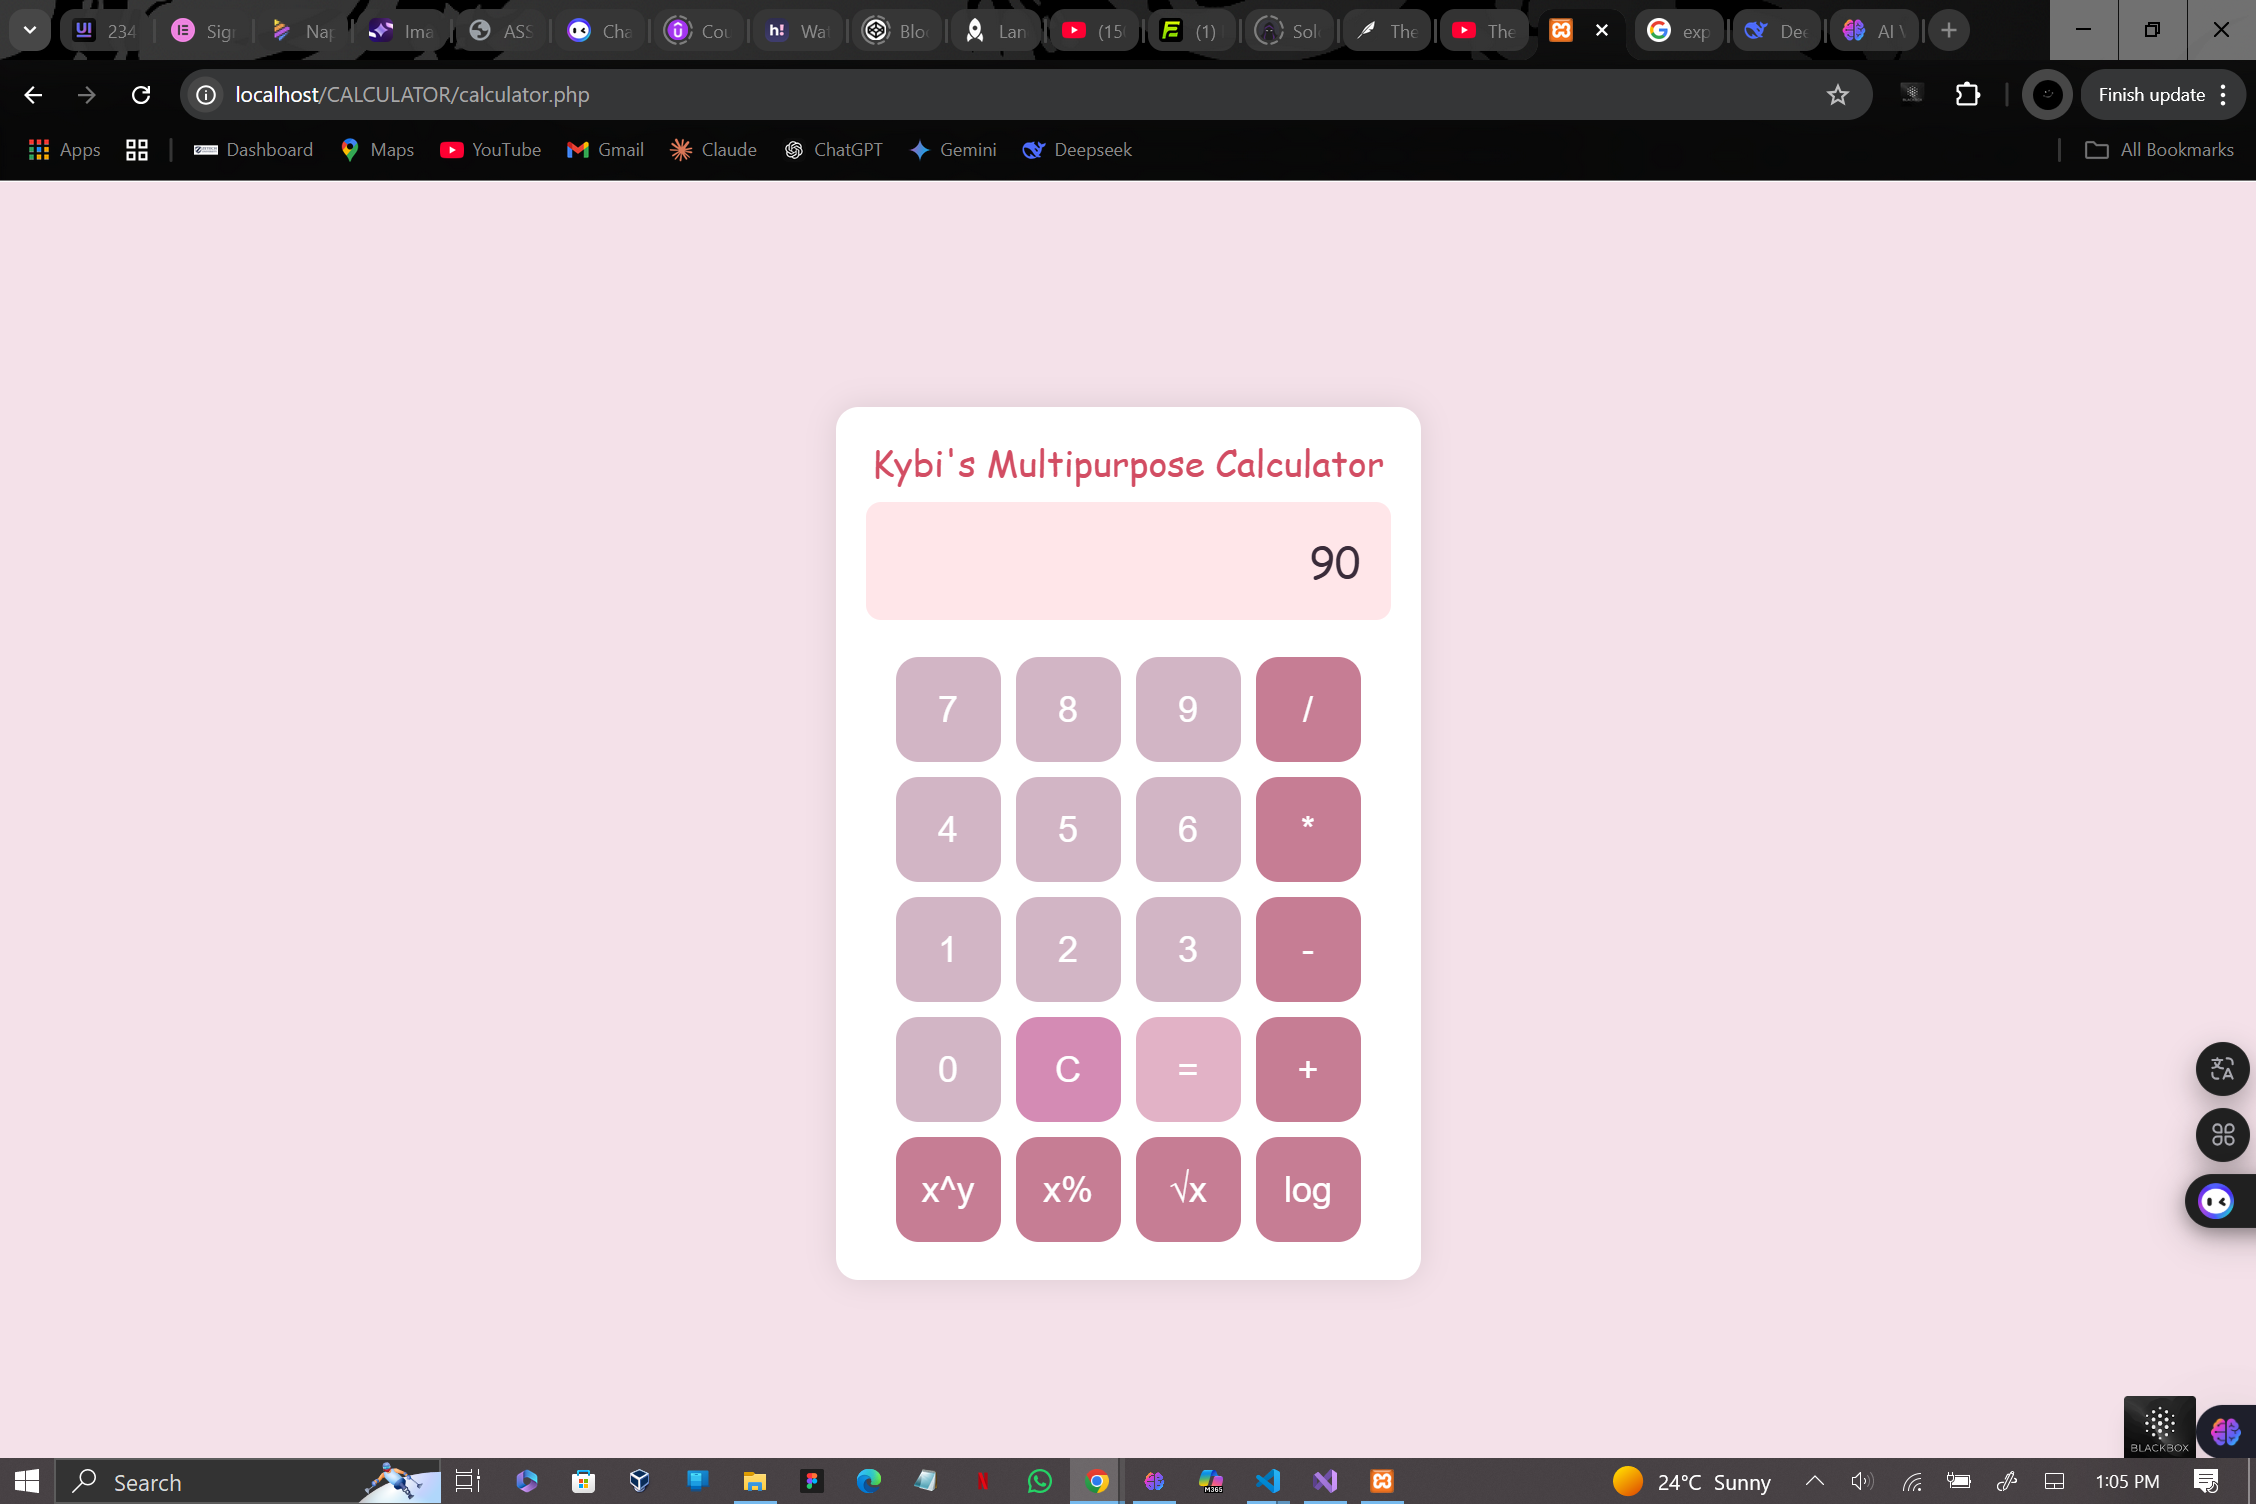 234
Sig
Nap
Ima
ASS
Cha
Cou
h! Wat
Blo
Lan
(150
(1)
Sol
The
The
exp
Dee
AI
localhost/CALCULATOR/calculator.php
Finish update
Apps
Dashboard
Maps
YouTube
Gmail
Claude
ChatGPT
Gemini
Deepseek
All Bookmarks
Kybi's Multipurpose Calculator
90
7 8 9 /
4 5 6 *
1 2 3 -
0 C = +
x^y x% √x log
BLACKBOX
Search
M365
24°C Sunny
1:05 PM